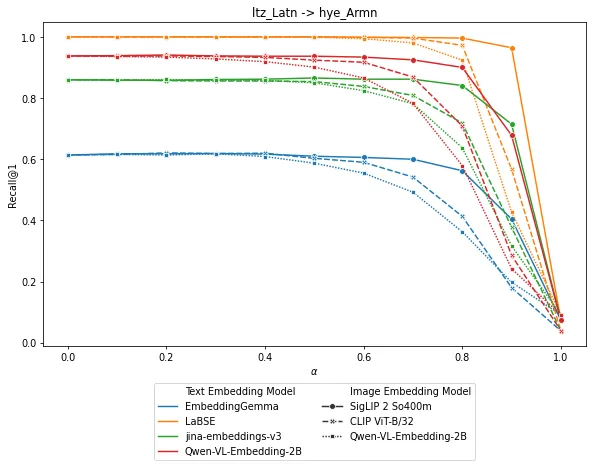 ltz_Latn -> hye_Armn
1.0
0.8
0.6
0.4
0.2
0.0
Recall@1
0.0 0.2 0.4 0.6 0.8 1.0
α
Text Embedding Model
EmbeddingGemma
LaBSE
jina-embeddings-v3
Qwen-VL-Embedding-2B
Image Embedding Model
SigLIP 2 So400m
CLIP ViT-B/32
Qwen-VL-Embedding-2B